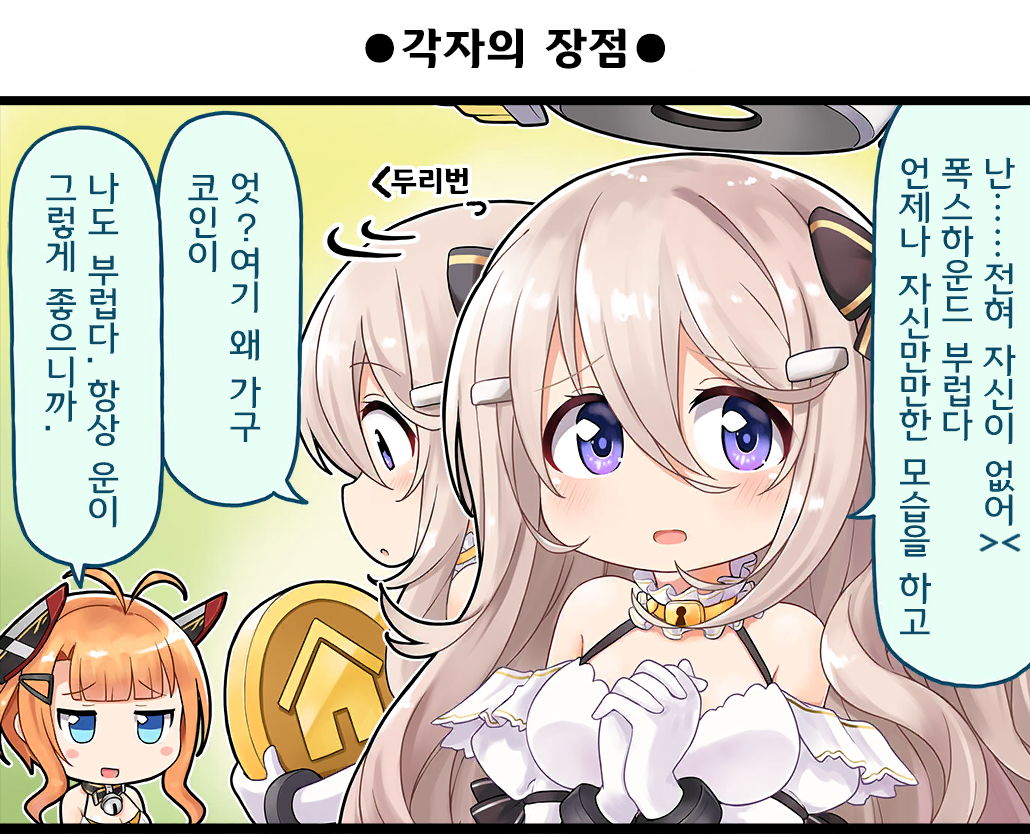 ●각자의 장점●
난……전혀 자신이 없어><
폭스하운드 부럽다
언제나 자신만만한 모습을 하고
<두리번
엇?여기 왜 가구
코인이
나도 부럽다. 항상 운이
그렇게 좋으니까.